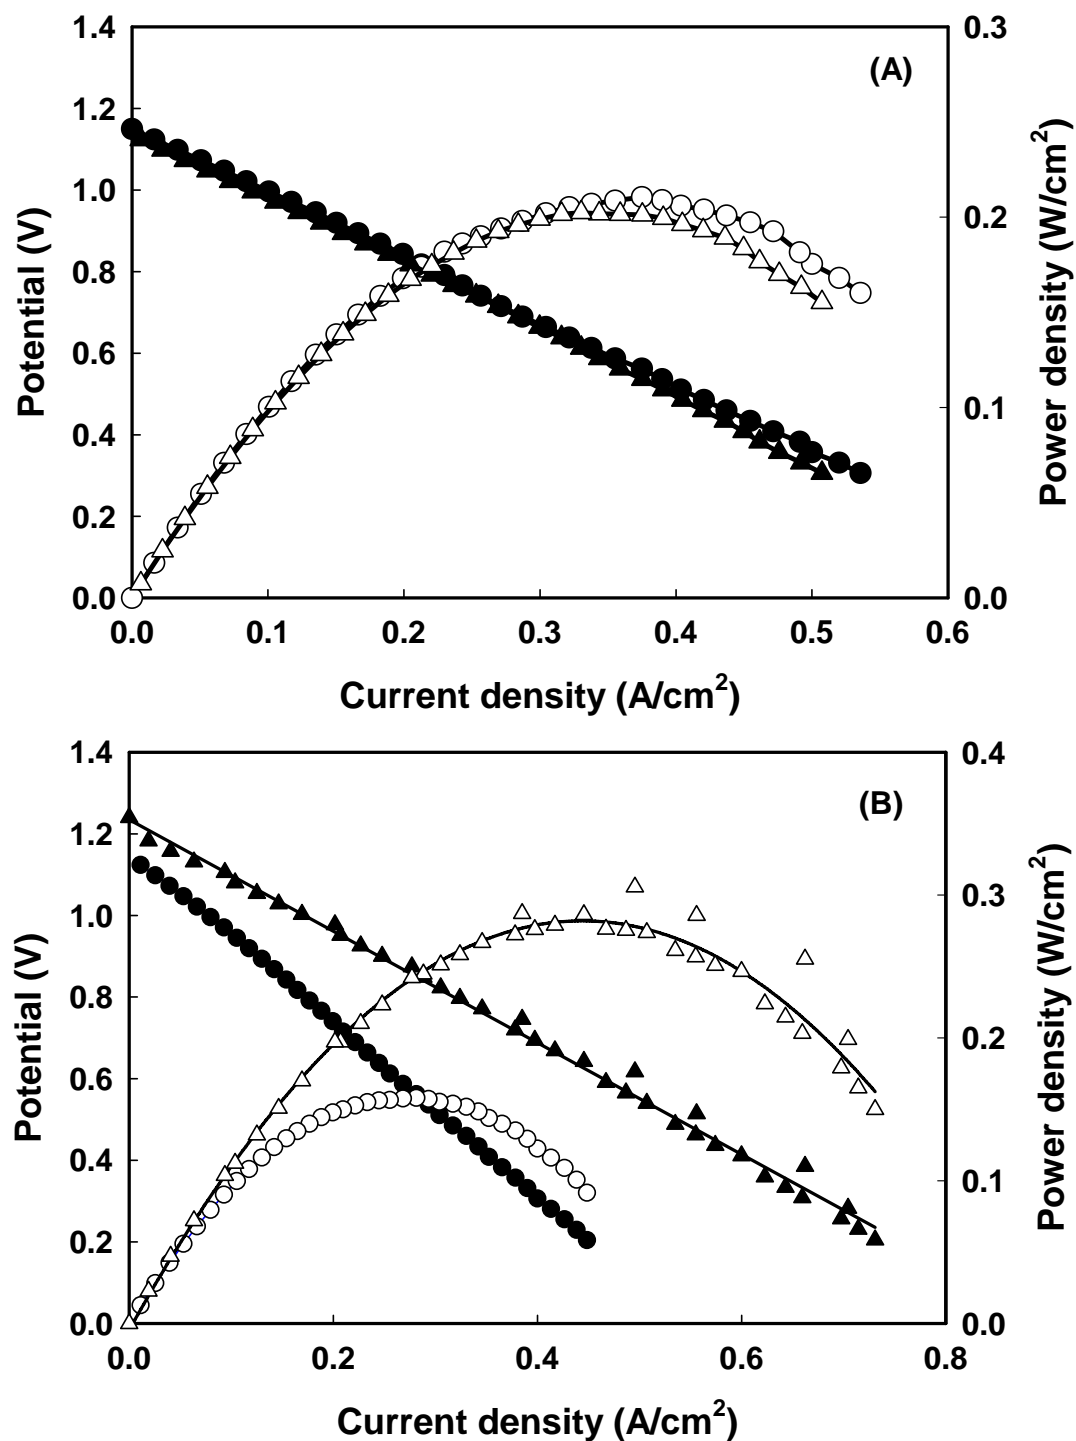 1.4
1.2
1.0
0.8
0.6
0.4
0.2
0.0
Potential (V)
(A)
0.3
0.2
0.1
0.0
Power density (W/cm²)
0.0 0.1 0.2 0.3 0.4 0.5 0.6
Current density (A/cm²)
1.4
1.2
1.0
0.8
0.6
0.4
0.2
0.0
Potential (V)
(B)
0.4
0.3
0.2
0.1
0.0
Power density (W/cm²)
0.0 0.2 0.4 0.6 0.8
Current density (A/cm²)